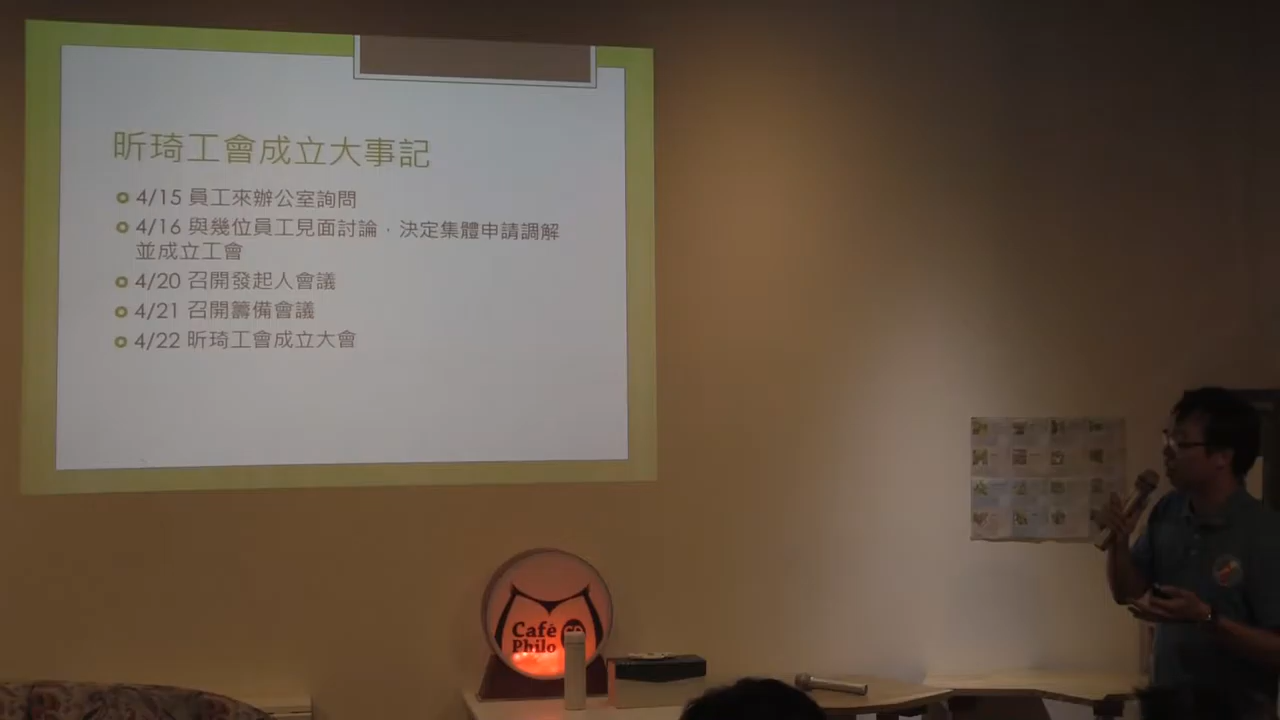 昕琦工會成立大事記
4/15 員工來辦公室詢問
4/16 與幾位員工見面討論，決定集體申請調解
並成立工會
4/20 召開發起人會議
4/21 召開籌備會議
4/22 昕琦工會成立大會
Café
Philo